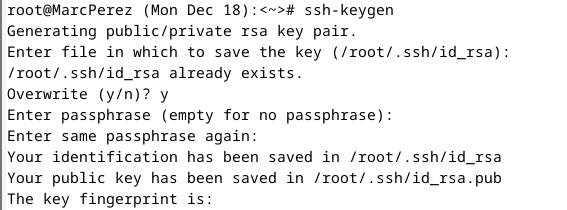 root@MarcPerez (Mon Dec 18):<~># ssh-keygen
Generating public/private rsa key pair.
Enter file in which to save the key (/root/.ssh/id_rsa):
/root/.ssh/id_rsa already exists.
Overwrite (y/n)? y
Enter passphrase (empty for no passphrase):
Enter same passphrase again:
Your identification has been saved in /root/.ssh/id_rsa
Your public key has been saved in /root/.ssh/id_rsa.pub
The key fingerprint is: